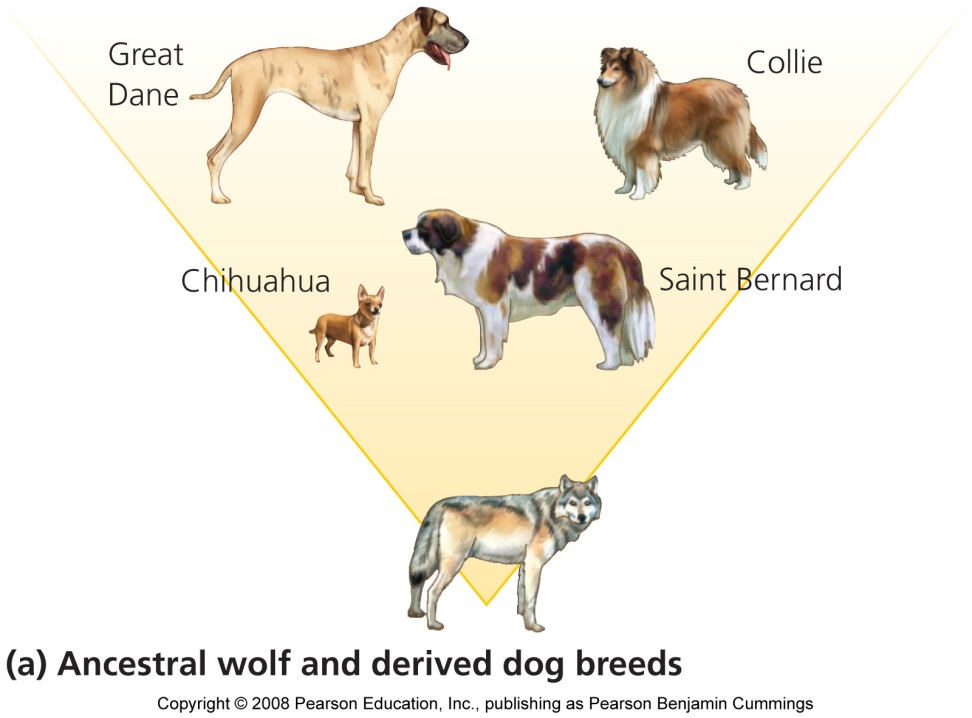 Great
Dane
Collie
Chihuahua
Saint Bernard
(a) Ancestral wolf and derived dog breeds
Copyright © 2008 Pearson Education, Inc., publishing as Pearson Benjamin Cummings